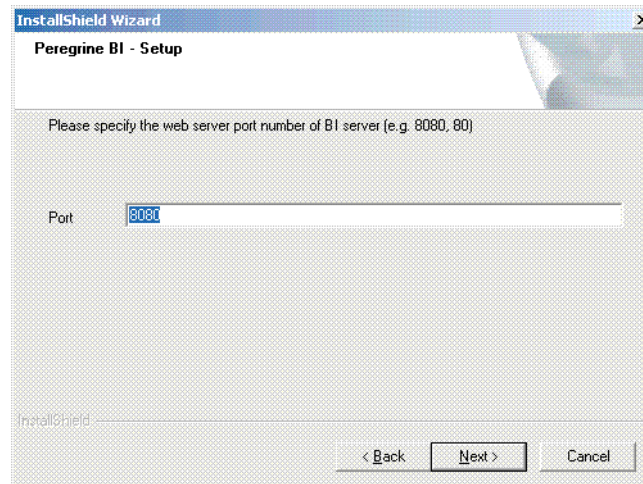 InstallShield Wizard
Peregrine BI - Setup
Please specify the web server port number of BI server (e.g. 8080, 80)
Port 8080
InstallShield
< Back Next > Cancel